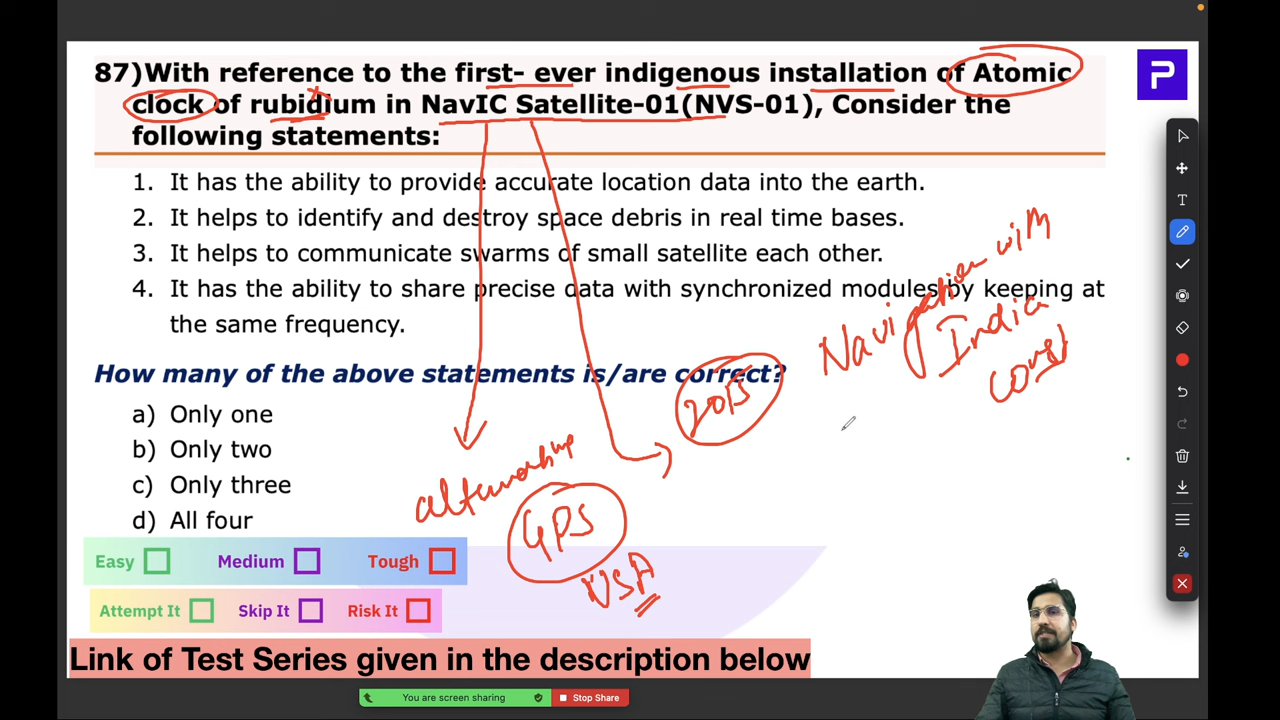 87)With reference to the first- ever indigenous installation of Atomic
clock of rubidium in NavIC Satellite-01(NVS-01), Consider the
following statements:
P
1. It has the ability to provide accurate location data into the earth.
2. It helps to identify and destroy space debris in real time bases.
3. It helps to communicate swarms of small satellite each other.
4. It has the ability to share precise data with synchronized modules by keeping at
the same frequency.
Navigation with
India
const
How many of the above statements is/are correct?
a) Only one
b) Only two
c) Only three
d) All four
alternative
GPS
USA
Easy Medium Tough
Attempt It Skip It Risk It
Link of Test Series given in the description below
You are screen sharing Stop Share
T